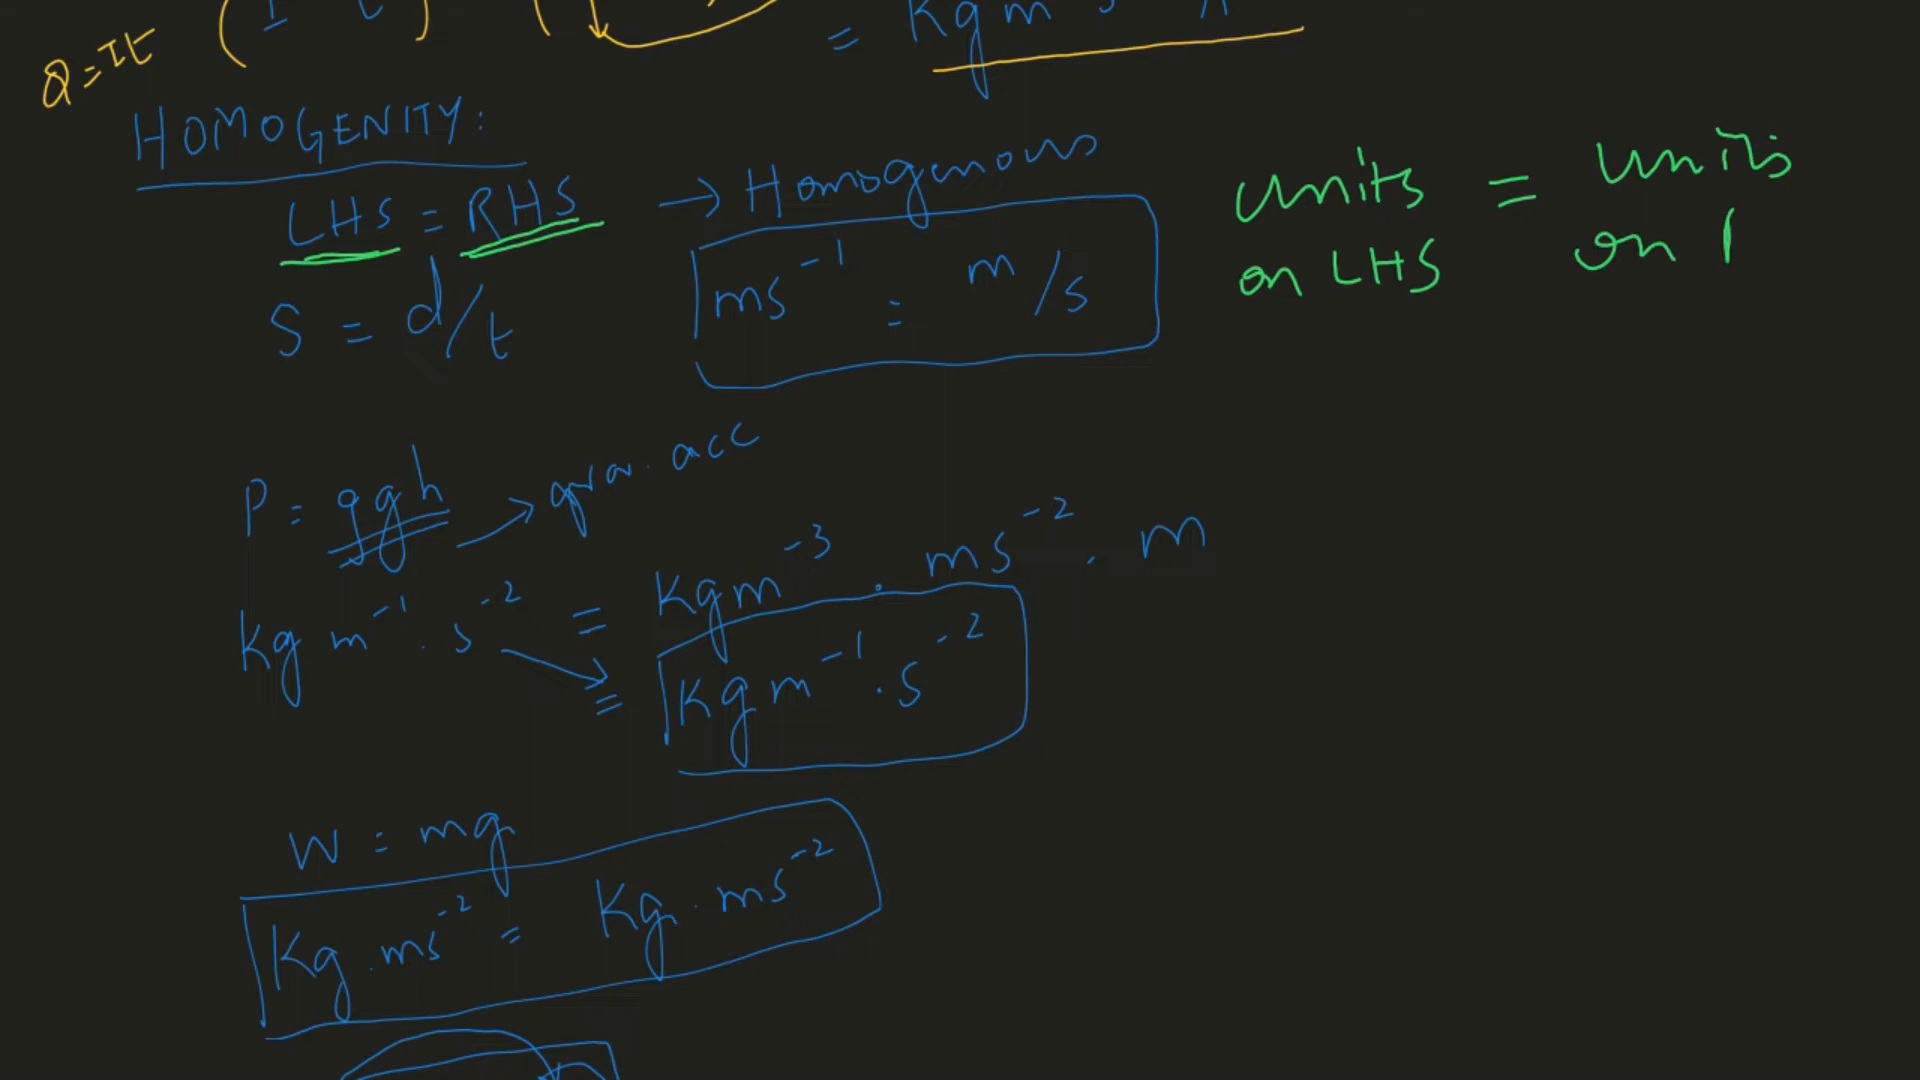 Q=It
= Kgm
HOMOGENITY:
LHS = RHS → Homogenous
S = d/t
ms⁻¹ = m/s
units = units
on LHS on
P = ρgh → gra. acc
Kg m⁻¹ . s⁻² = Kgm⁻³ . ms⁻² . m
= Kgm⁻¹ . s⁻²
W = mg
Kg . ms⁻² = Kg . ms⁻²